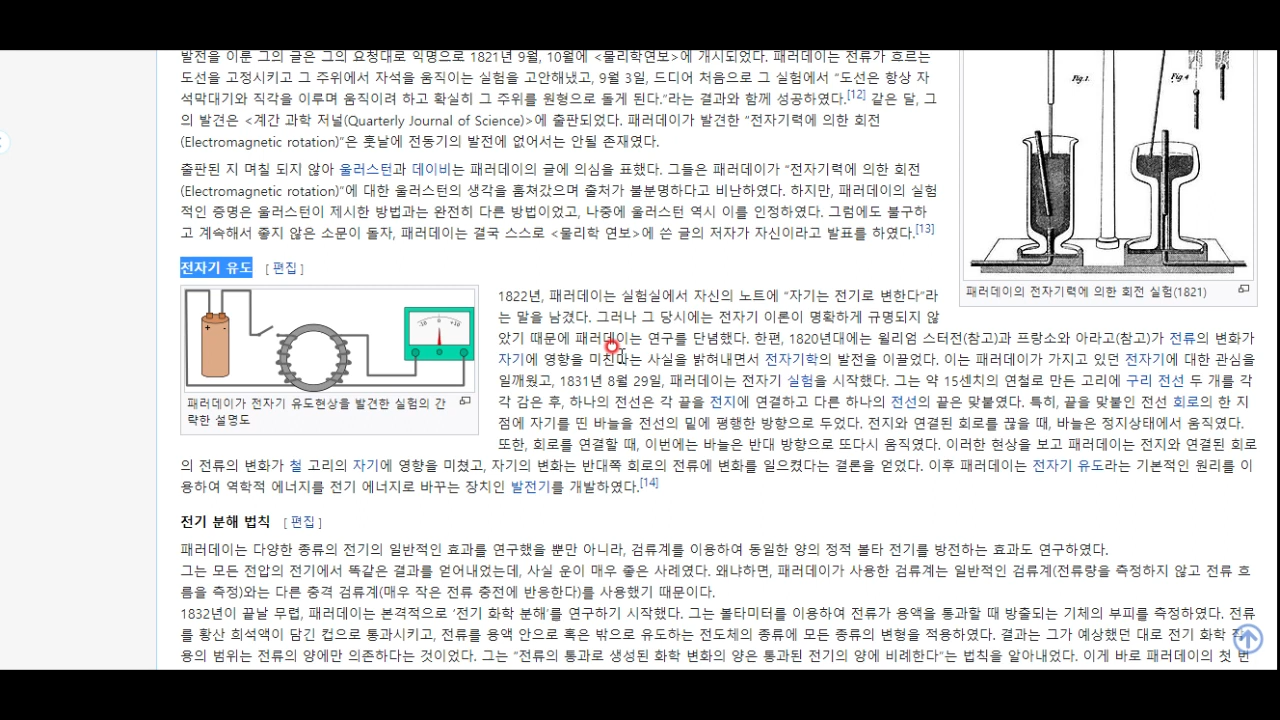 발전을 이룬 그의 글은 그의 요청대로 익명으로 1821년 9월, 10월에 <물리학연보>에 개시되었다. 패러데이는 전류가 흐르는
도선을 고정시키고 그 주위에서 자석을 움직이는 실험을 고안해냈고, 9월 3일, 드디어 처음으로 그 실험에서 “도선은 항상 자
석막대기와 직각을 이루며 움직이려 하고 확실히 그 주위를 원형으로 돌게 된다.”라는 결과와 함께 성공하였다.[12] 같은 달, 그
의 발견은 <계간 과학 저널(Quarterly Journal of Science)>에 출판되었다. 패러데이가 발견한 “전자기력에 의한 회전
(Electromagnetic rotation)”은 훗날에 전동기의 발전에 없어서는 안될 존재였다.
출판된 지 며칠 되지 않아 울러스턴과 데이비는 패러데이의 글에 의심을 표했다. 그들은 패러데이가 “전자기력에 의한 회전
(Electromagnetic rotation)”에 대한 울러스턴의 생각을 훔쳐갔으며 출처가 불분명하다고 비난하였다. 하지만, 패러데이의 실험
적인 증명은 울러스턴이 제시한 방법과는 완전히 다른 방법이었고, 나중에 울러스턴 역시 이를 인정하였다. 그럼에도 불구하
고 계속해서 좋지 않은 소문이 돌자, 패러데이는 결국 스스로 <물리학 연보>에 쓴 글의 저자가 자신이라고 발표를 하였다.[13]
Fig.1.
Fig.4
패러데이의 전자기력에 의한 회전 실험(1821)
전자기 유도 [ 편집 ]
-10 0 +10
+ -
패러데이가 전자기 유도현상을 발견한 실험의 간
략한 설명도
1822년, 패러데이는 실험실에서 자신의 노트에 “자기는 전기로 변한다”라
는 말을 남겼다. 그러나 그 당시에는 전자기 이론이 명확하게 규명되지 않
았기 때문에 패러데이는 연구를 단념했다. 한편, 1820년대에는 윌리엄 스터전(참고)과 프랑소와 아라고(참고)가 전류의 변화가
자기에 영향을 미친다는 사실을 밝혀내면서 전자기학의 발전을 이끌었다. 이는 패러데이가 가지고 있던 전자기에 대한 관심을
일깨웠고, 1831년 8월 29일, 패러데이는 전자기 실험을 시작했다. 그는 약 15센치의 연철로 만든 고리에 구리 전선 두 개를 각
각 감은 후, 하나의 전선은 각 끝을 전지에 연결하고 다른 하나의 전선의 끝은 맞붙였다. 특히, 끝을 맞붙인 전선 회로의 한 지
점에 자기를 띤 바늘을 전선의 밑에 평행한 방향으로 두었다. 전지와 연결된 회로를 끊을 때, 바늘은 정지상태에서 움직였다.
또한, 회로를 연결할 때, 이번에는 바늘은 반대 방향으로 또다시 움직였다. 이러한 현상을 보고 패러데이는 전지와 연결된 회로
의 전류의 변화가 철 고리의 자기에 영향을 미쳤고, 자기의 변화는 반대쪽 회로의 전류에 변화를 일으켰다는 결론을 얻었다. 이후 패러데이는 전자기 유도라는 기본적인 원리를 이
용하여 역학적 에너지를 전기 에너지로 바꾸는 장치인 발전기를 개발하였다.[14]
전기 분해 법칙 [ 편집 ]
패러데이는 다양한 종류의 전기의 일반적인 효과를 연구했을 뿐만 아니라, 검류계를 이용하여 동일한 양의 정적 볼타 전기를 방전하는 효과도 연구하였다.
그는 모든 전압의 전기에서 똑같은 결과를 얻어내었는데, 사실 운이 매우 좋은 사례였다. 왜냐하면, 패러데이가 사용한 검류계는 일반적인 검류계(전류량을 측정하지 않고 전류 흐
름을 측정)와는 다른 충격 검류계(매우 작은 전류 충전에 반응한다)를 사용했기 때문이다.
1832년이 끝날 무렵, 패러데이는 본격적으로 ‘전기 화학 분해’를 연구하기 시작했다. 그는 볼타미터를 이용하여 전류가 용액을 통과할 때 방출되는 기체의 부피를 측정하였다. 전류
를 황산 희석액이 담긴 컵으로 통과시키고, 전류를 용액 안으로 혹은 밖으로 유도하는 전도체의 종류에 모든 종류의 변형을 적용하였다. 결과는 그가 예상했던 대로 전기 화학 작
용의 범위는 전류의 양에만 의존하다는 것이었다. 그는 “전류의 통과로 생성된 화학 변화의 양은 통과된 전기의 양에 비례한다”는 법칙을 알아내었다. 이게 바로 패러데이의 첫 번